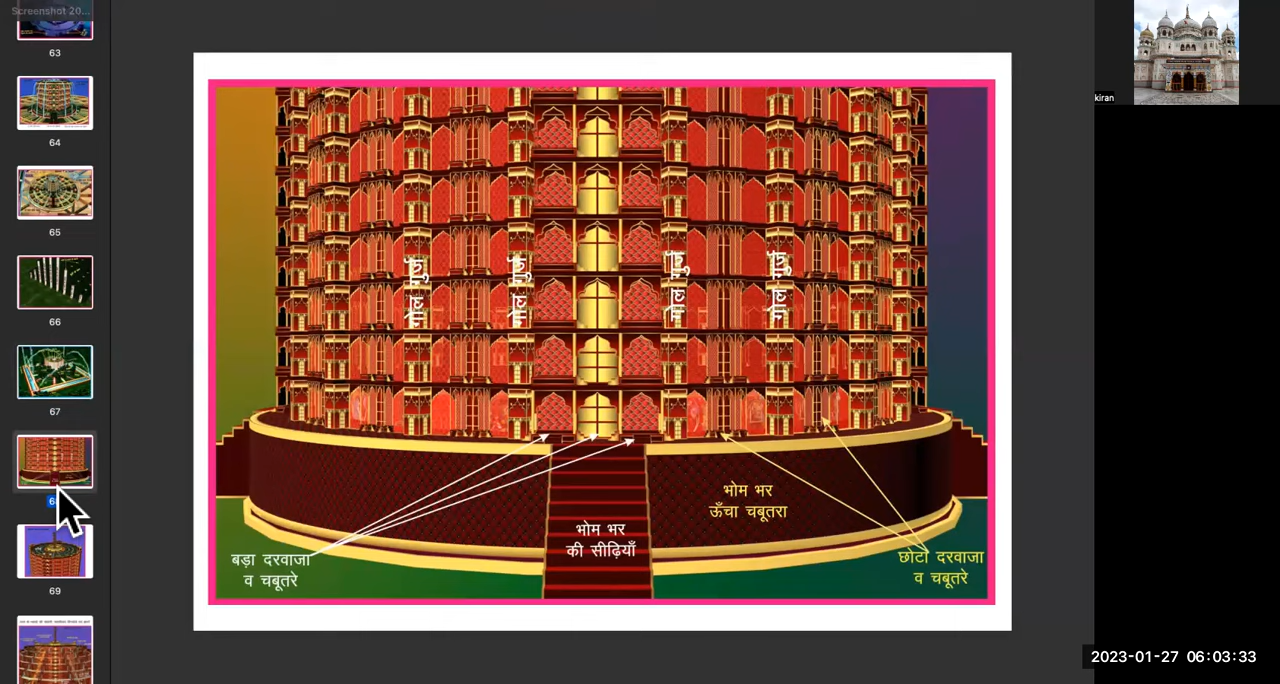 Screenshot 20...
63
64
65
66
67
69
गोल गुर्ज
गोल गुर्ज
गोल गुर्ज
गोल गुर्ज
बड़ा दरवाजा
व चबूतरे
भोम भर
की सीढ़ियाँ
भोम भर
ऊँचा चबूतरा
छोटा दरवाजा
व चबूतरे
kiran
2023-01-27 06:03:33